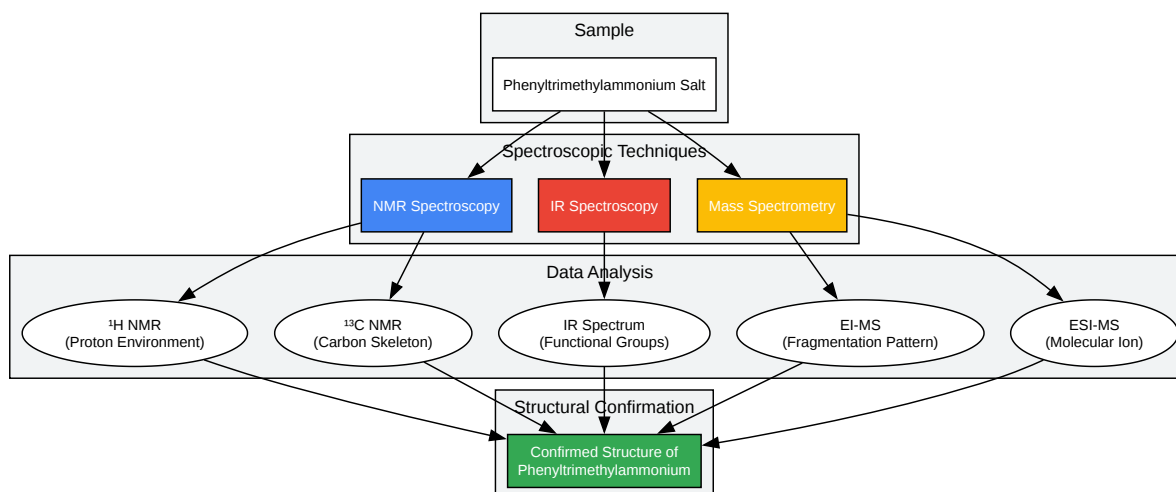 Sample
Phenyltrimethylammonium Salt
Spectroscopic Techniques
NMR Spectroscopy
IR Spectroscopy
Mass Spectrometry
Data Analysis
¹H NMR
(Proton Environment)
¹³C NMR
(Carbon Skeleton)
IR Spectrum
(Functional Groups)
EI-MS
(Fragmentation Pattern)
ESI-MS
(Molecular Ion)
Structural Confirmation
Confirmed Structure of
Phenyltrimethylammonium